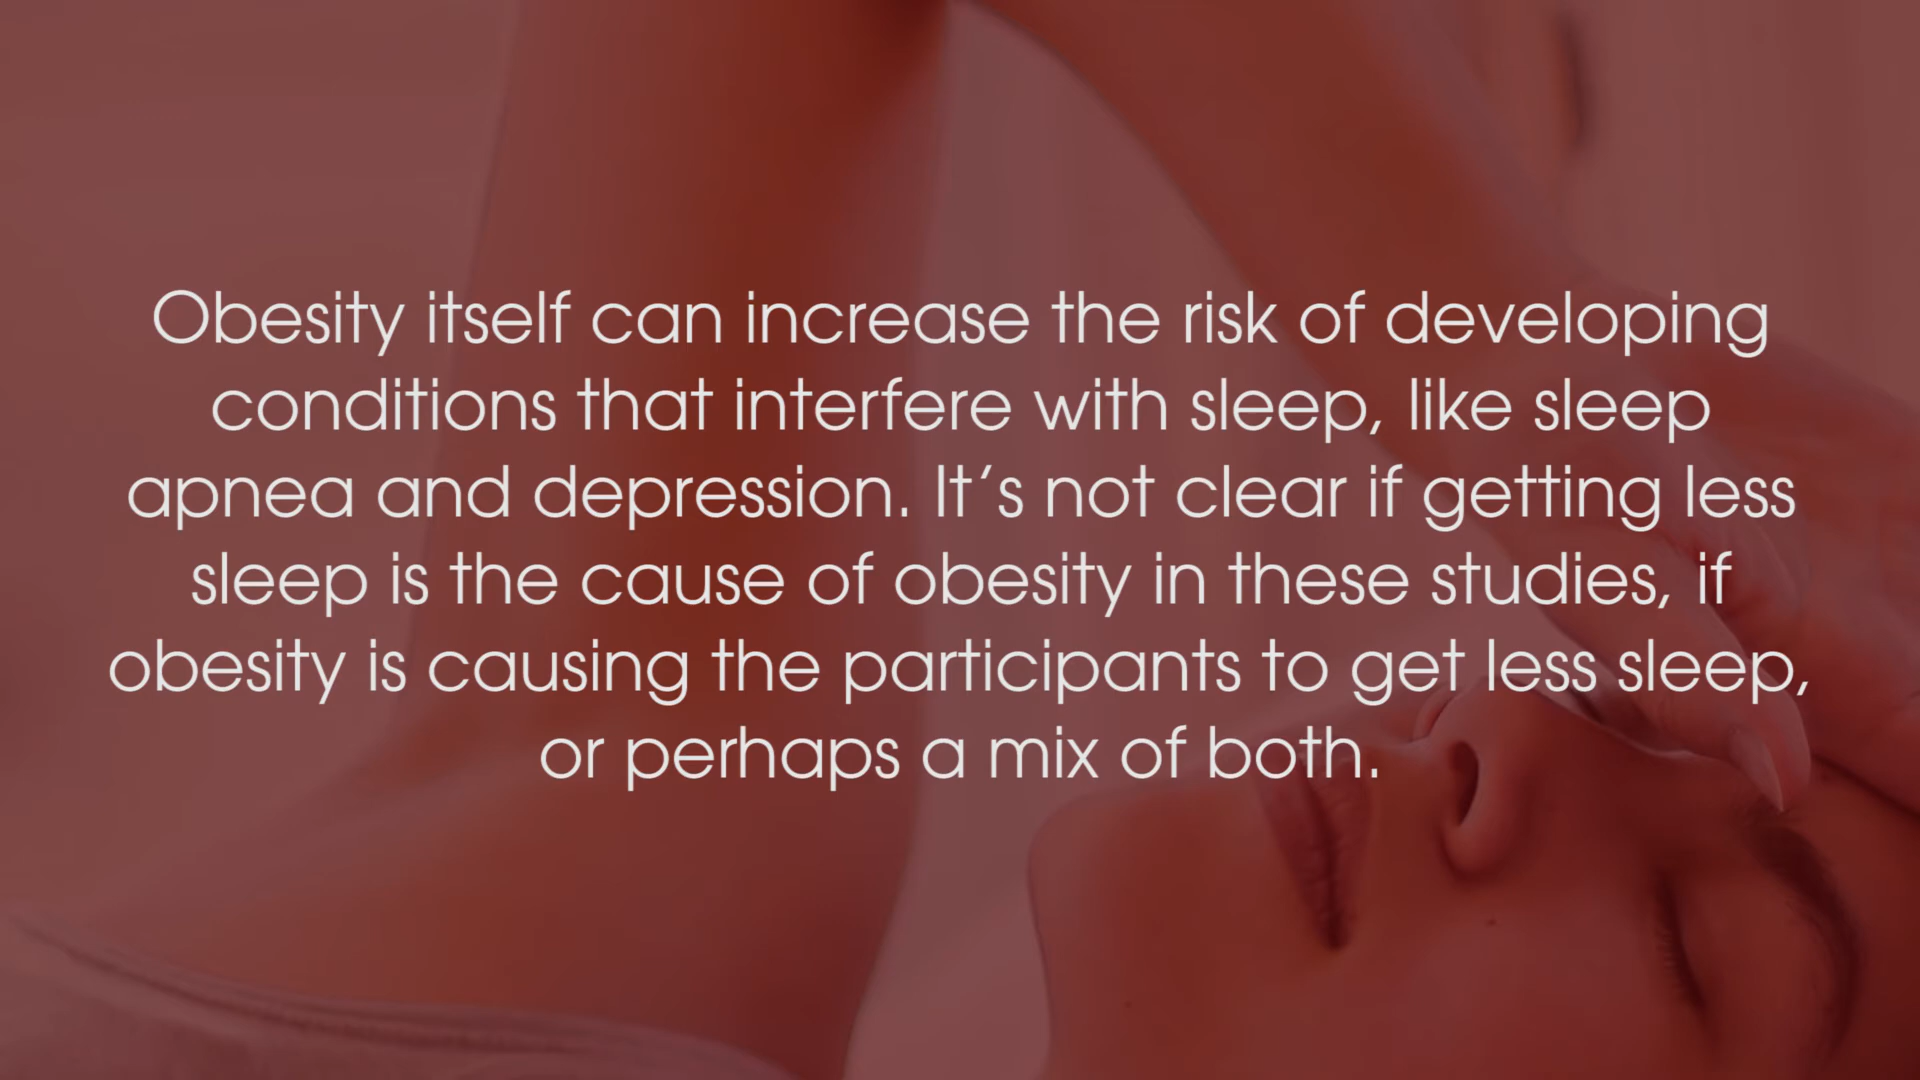 Obesity itself can increase the risk of developing
conditions that interfere with sleep, like sleep
apnea and depression. It’s not clear if getting less
sleep is the cause of obesity in these studies, if
obesity is causing the participants to get less sleep,
or perhaps a mix of both.